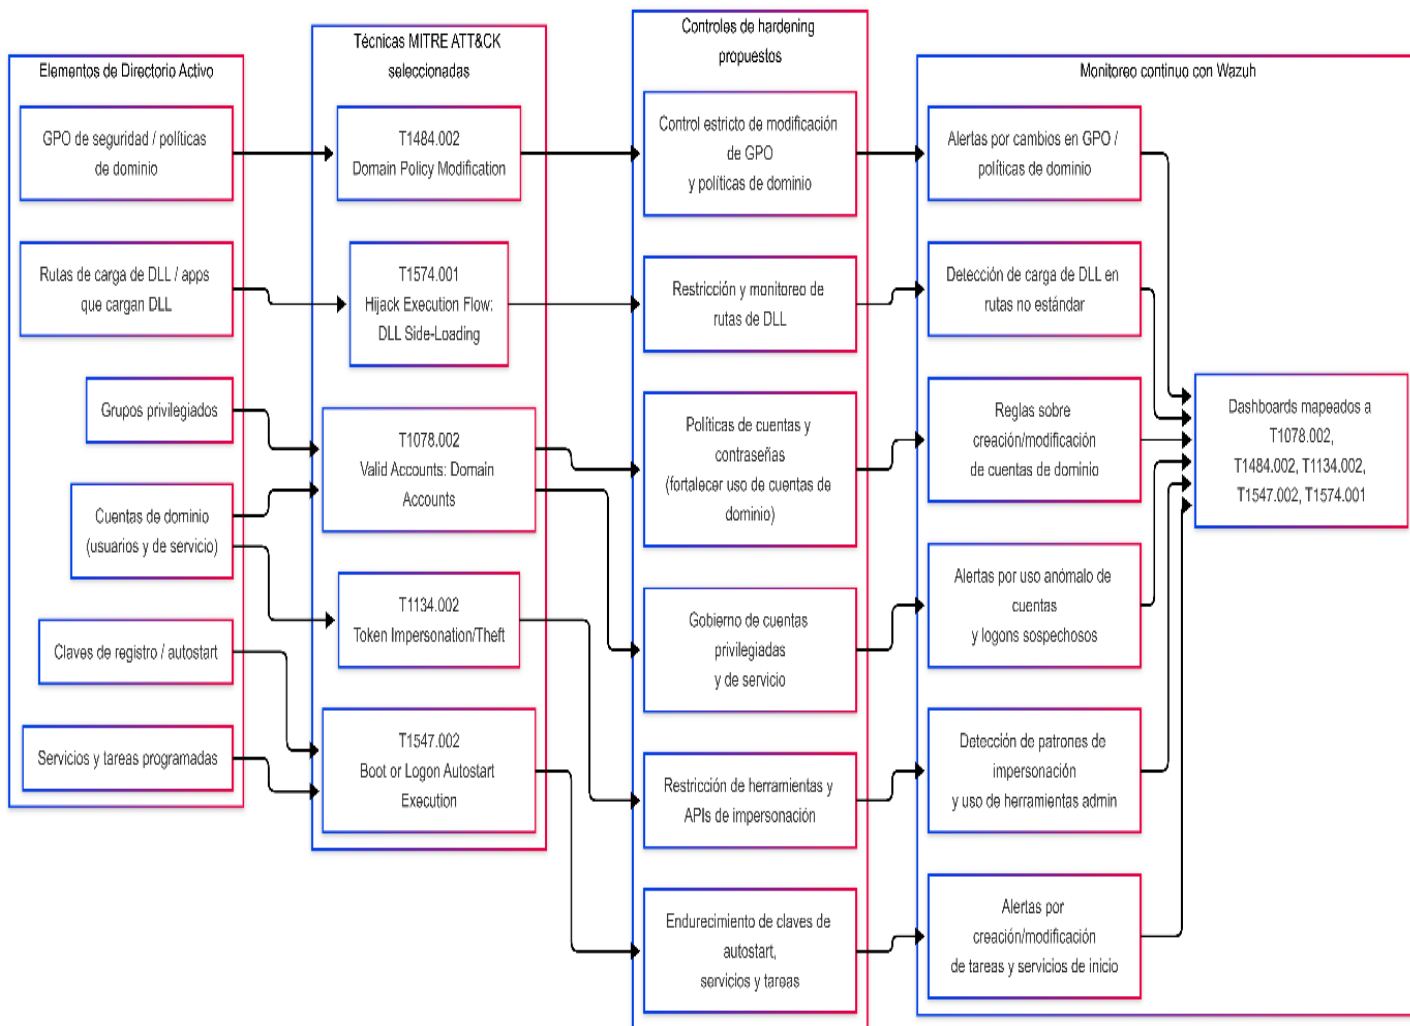 Elementos de Directorio Activo
GPO de seguridad / políticas
de dominio
Rutas de carga de DLL / apps
que cargan DLL
Grupos privilegiados
Cuentas de dominio
(usuarios y de servicio)
Claves de registro / autostart
Servicios y tareas programadas
Técnicas MITRE ATT&CK
seleccionadas
T1484.002
Domain Policy Modification
T1574.001
Hijack Execution Flow:
DLL Side-Loading
T1078.002
Valid Accounts: Domain
Accounts
T1134.002
Token Impersonation/Theft
T1547.002
Boot or Logon Autostart
Execution
Controles de hardening
propuestos
Control estricto de modificación
de GPO
y políticas de dominio
Restricción y monitoreo de
rutas de DLL
Políticas de cuentas y
contraseñas
(fortalecer uso de cuentas de
dominio)
Gobierno de cuentas
privilegiadas
y de servicio
Restricción de herramientas y
APIs de impersonación
Endurecimiento de claves de
autostart,
servicios y tareas
Monitoreo continuo con Wazuh
Alertas por cambios en GPO /
políticas de dominio
Detección de carga de DLL en
rutas no estándar
Reglas sobre
creación/modificación
de cuentas de dominio
Alertas por uso anómalo de
cuentas
y logons sospechosos
Detección de patrones de
impersonación
y uso de herramientas admin
Alertas por
creación/modificación
de tareas y servicios de inicio
Dashboards mapeados a
T1078.002,
T1484.002, T1134.002,
T1547.002, T1574.001